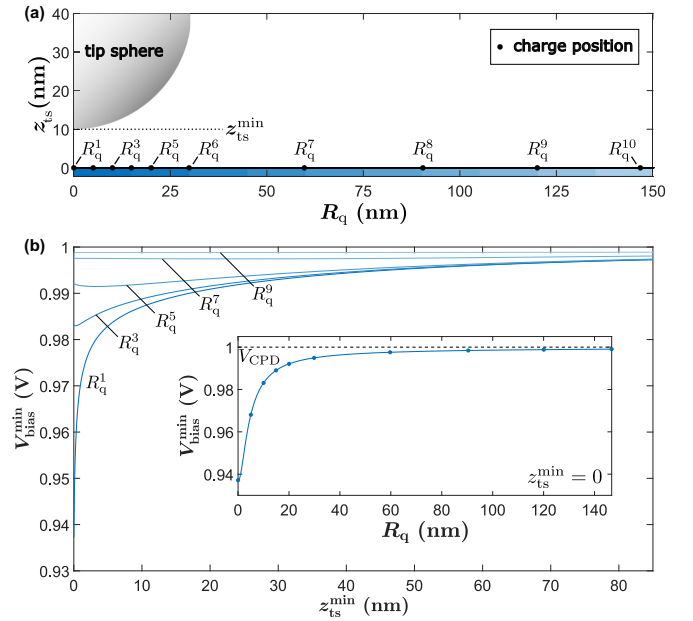 (a)
40
30
20
10
0
z_ts (nm)
tip sphere
• charge position
z_ts^min
R_q^1 R_q^3 R_q^5 R_q^6 R_q^7 R_q^8 R_q^9 R_q^10
0 25 50 75 100 125 150
R_q (nm)
(b)
1
0.99
0.98
0.97
0.96
0.95
0.94
0.93
V_bias^min (V)
R_q^9
R_q^7
R_q^5
R_q^3
R_q^1
1
0.98
0.96
0.94
V_bias^min (V)
V_CPD
z_ts^min = 0
0 20 40 60 80 100 120 140
R_q (nm)
0 10 20 30 40 50 60 70 80
z_ts^min (nm)